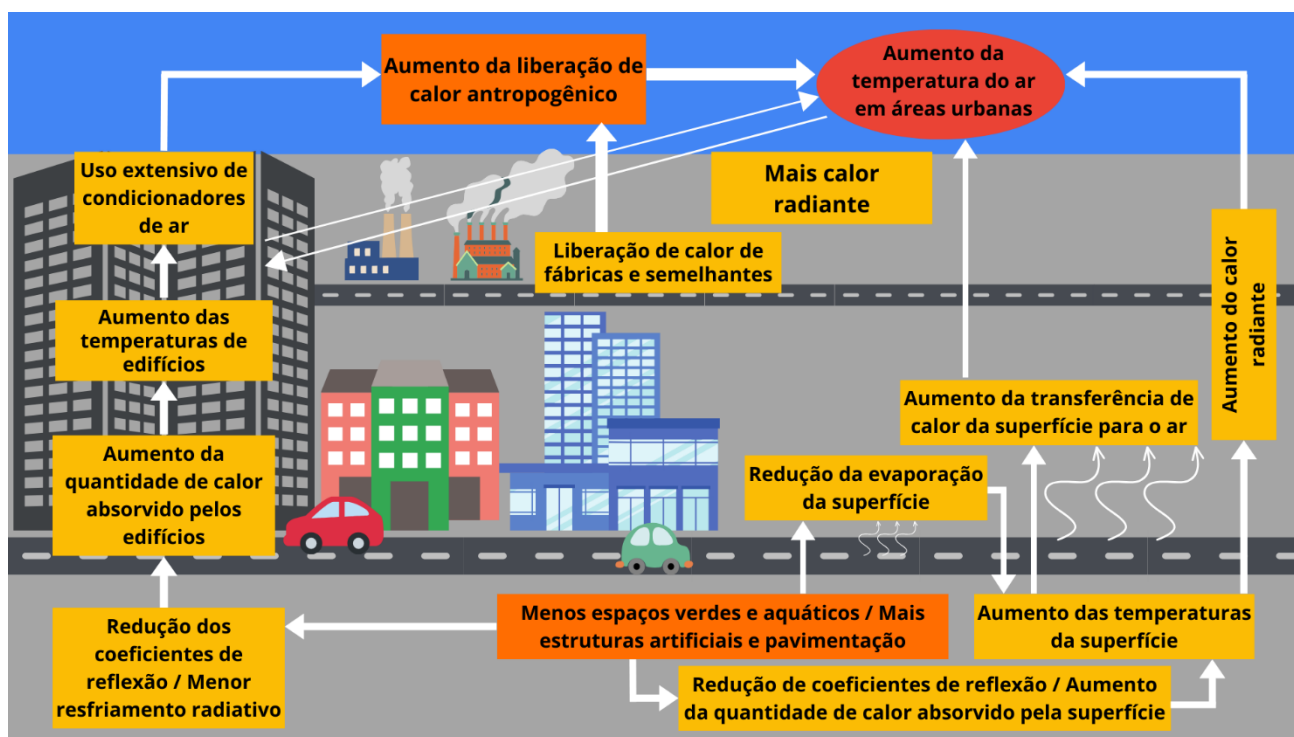 Aumento da liberação de
calor antropogênico
Aumento da
temperatura do ar
em áreas urbanas
Uso extensivo de
condicionadores
de ar
Mais calor
radiante
Liberação de calor de
fábricas e semelhantes
Aumento do calor
radiante
Aumento das
temperaturas de
edifícios
Aumento da transferência de
calor da superfície para o ar
Aumento da
quantidade de calor
absorvido pelos
edifícios
Redução da evaporação
da superfície
Redução dos
coeficientes de
reflexão / Menor
resfriamento radiativo
Menos espaços verdes e aquáticos / Mais
estruturas artificiais e pavimentação
Aumento das temperaturas
da superfície
Redução de coeficientes de reflexão / Aumento
da quantidade de calor absorvido pela superfície